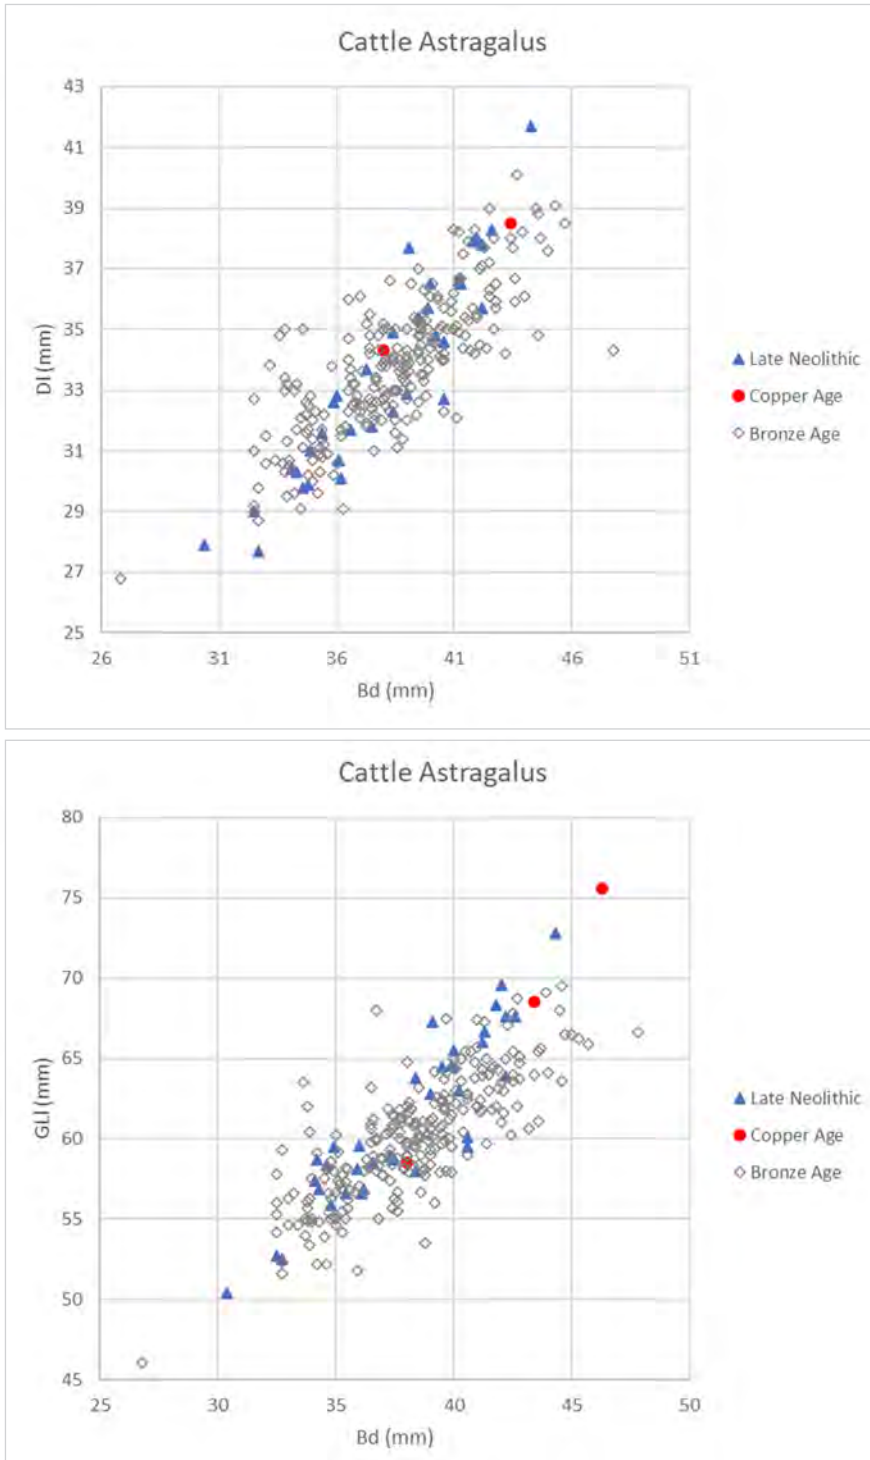 Cattle Astragalus
43
41
39
37
35
33
31
29
27
25
Dl (mm)
26 31 36 41 46 51
Bd (mm)
Late Neolithic
Copper Age
Bronze Age
Cattle Astragalus
80
75
70
65
60
55
50
45
GLl (mm)
25 30 35 40 45 50
Bd (mm)
Late Neolithic
Copper Age
Bronze Age